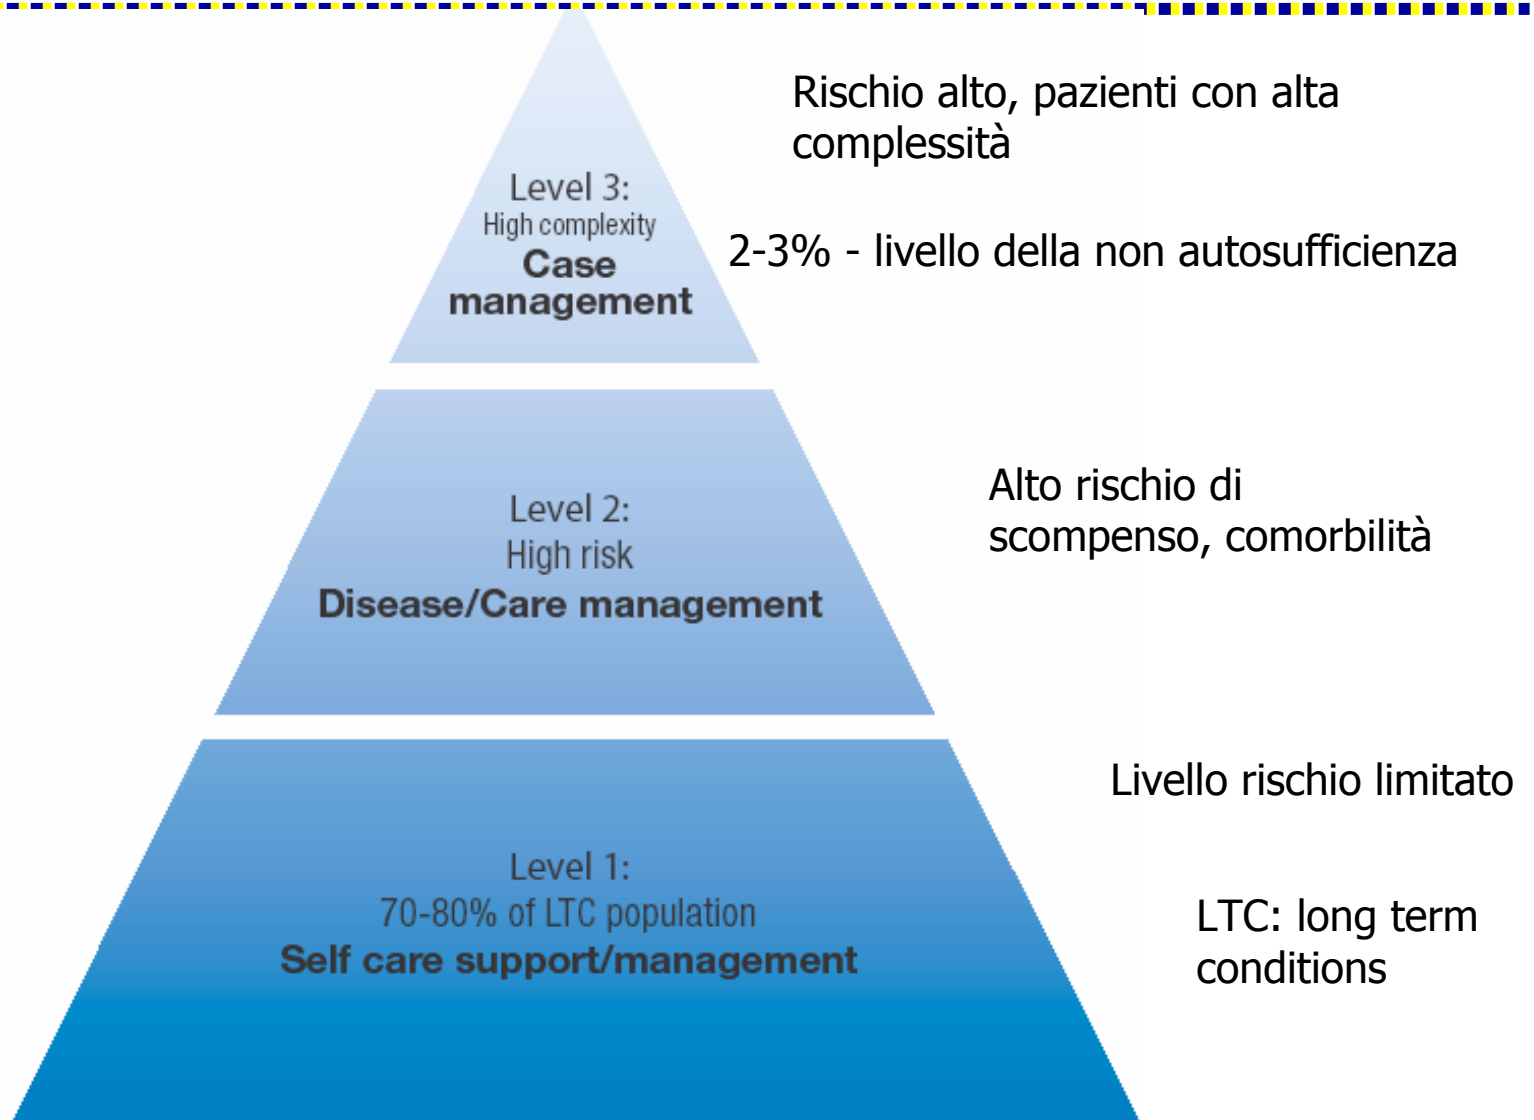 Rischio alto, pazienti con alta
complessità
Level 3:
High complexity
Case
management
2-3% - livello della non autosufficienza
Level 2:
High risk
Disease/Care management
Alto rischio di
scompenso, comorbilità
Livello rischio limitato
Level 1:
70-80% of LTC population
Self care support/management
LTC: long term
conditions